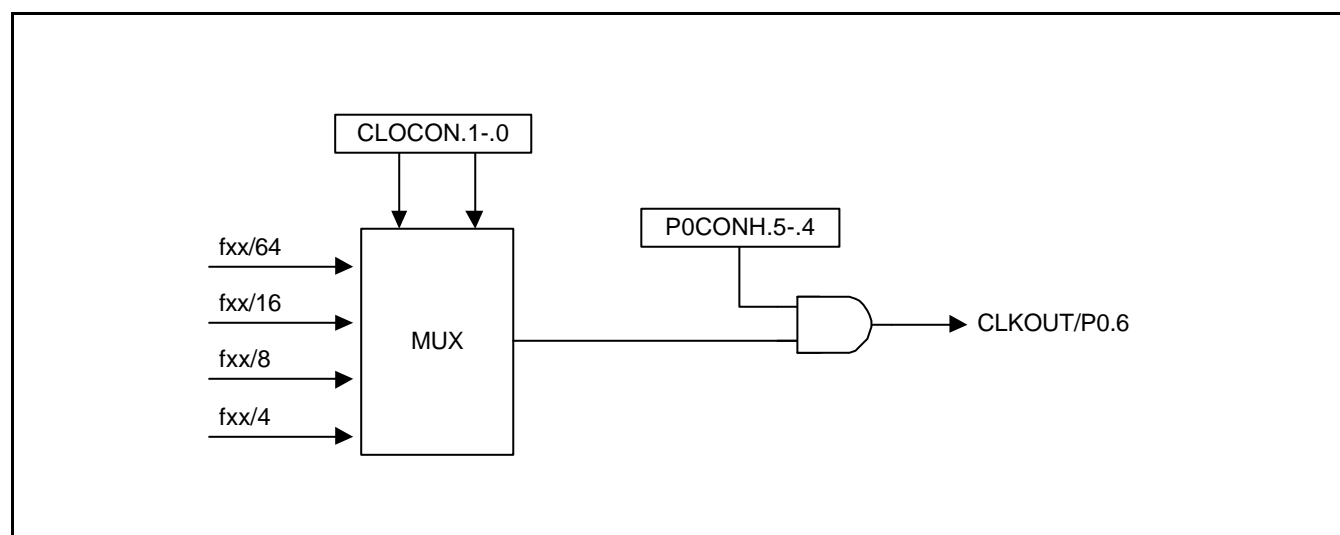 CLOCON.1-.0
P0CONH.5-.4
fxx/64
fxx/16
fxx/8
fxx/4
MUX
CLKOUT/P0.6